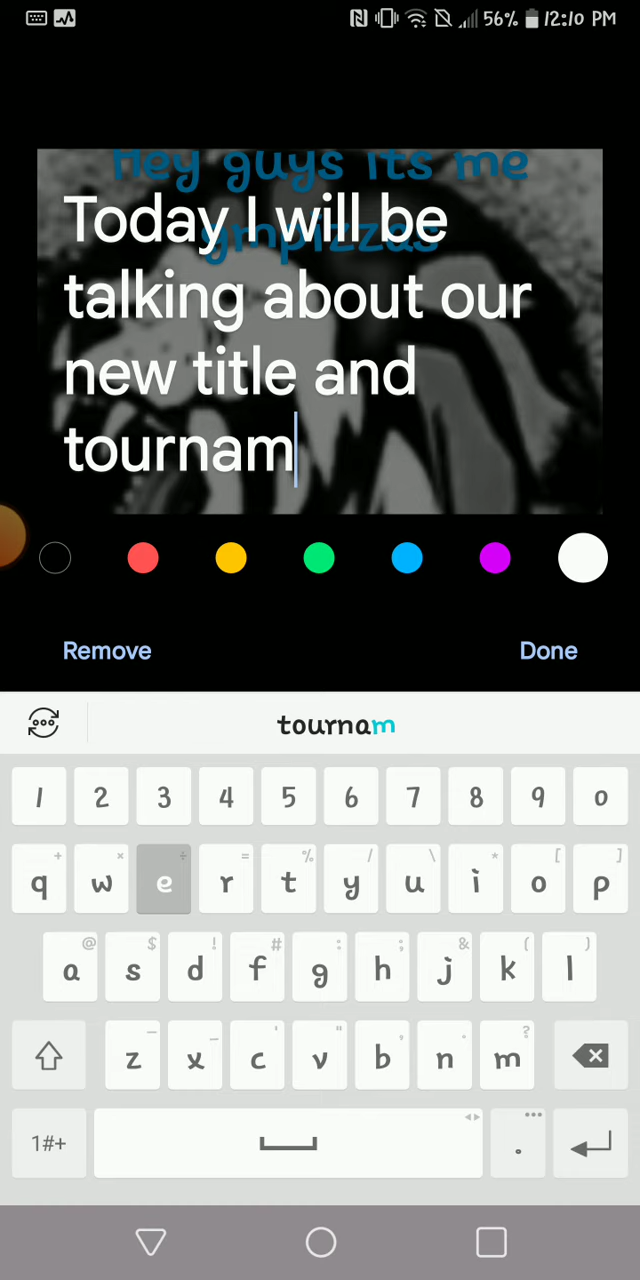 56% 12:10 PM
Hey guys its me
gmpizzas
Today I will be
talking about our
new title and
tournam
Remove
Done
tournam
1 2 3 4 5 6 7 8 9 0
+ × ÷ = % / \ * [ ]
q w e r t y u i o p
@ $ ! # : ; & ( )
a s d f g h j k l
— _ ' " , . ?
z x c v b n m
1#+ .